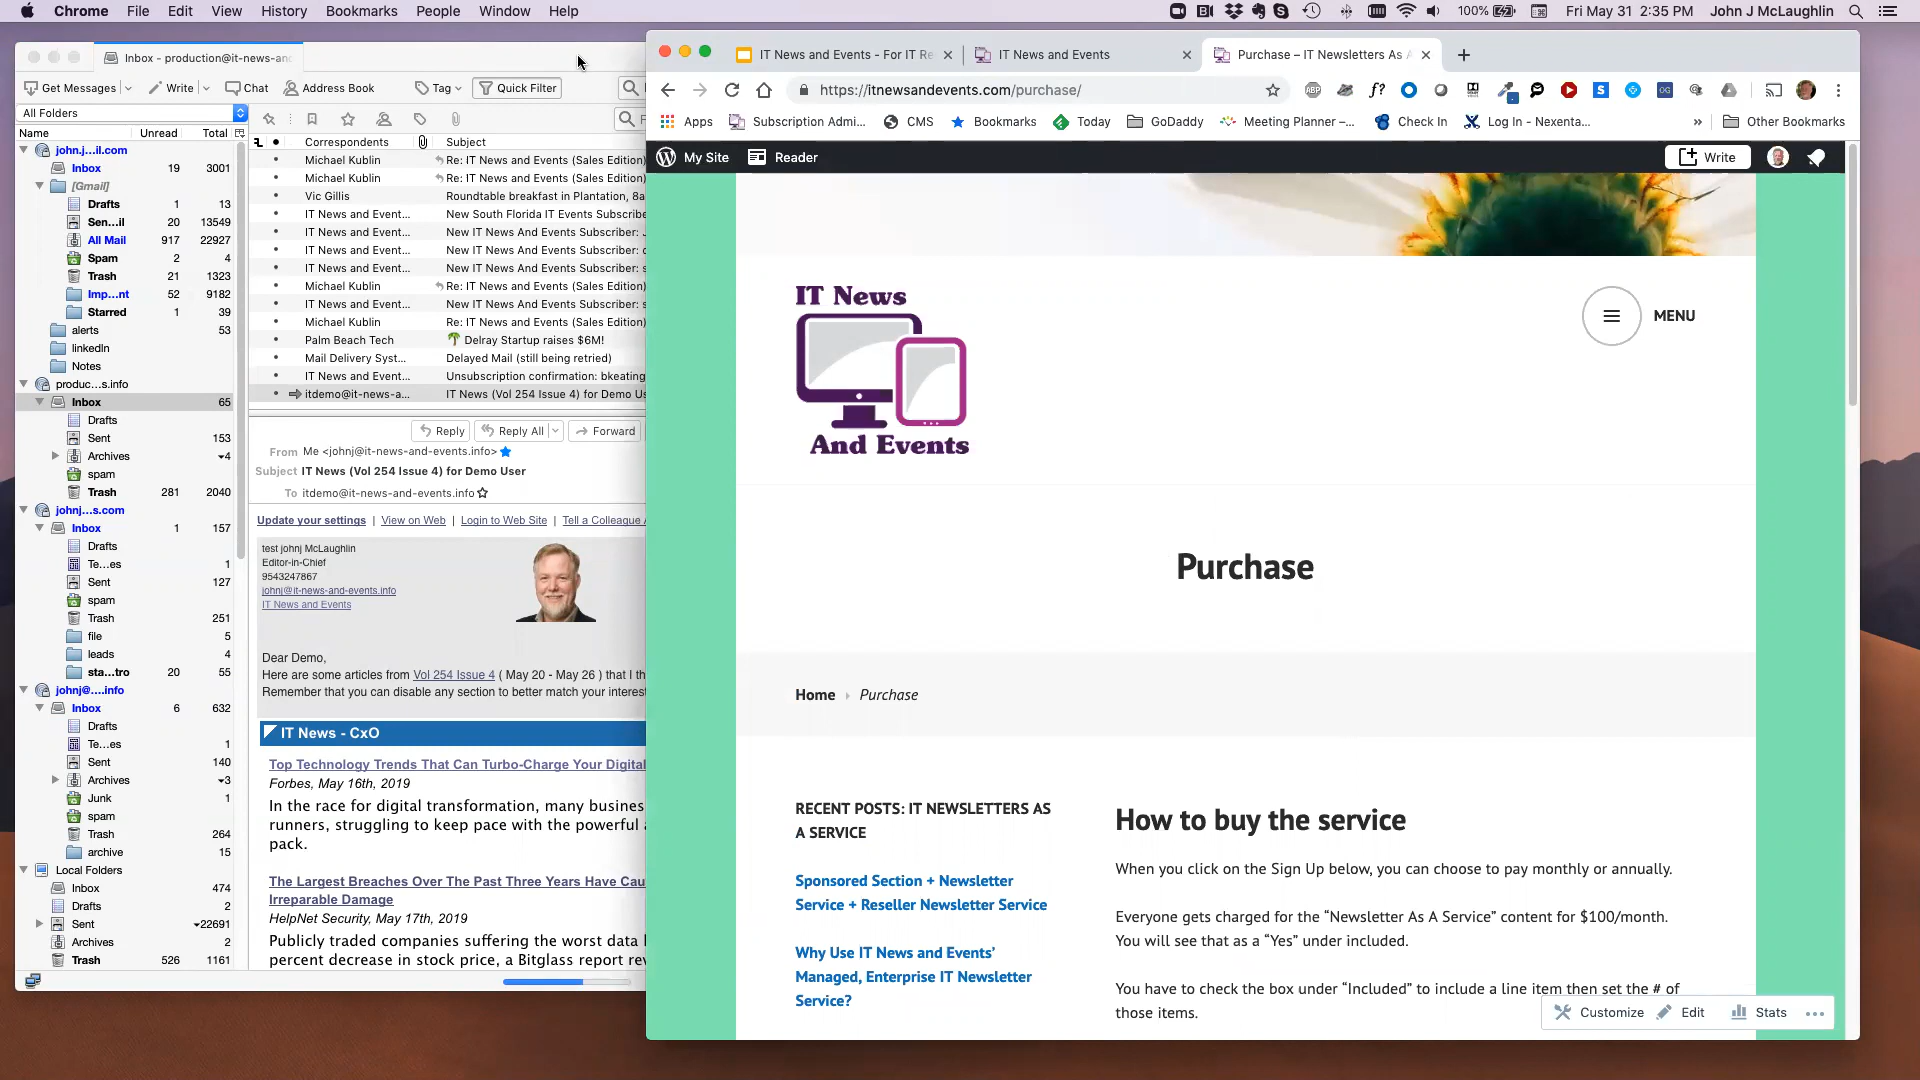 Chrome File Edit View History Bookmarks People Window Help
100% Fri May 31 2:35 PM John J McLaughlin
Inbox - production@it-news-an
Get Messages Write Chat Address Book Tag Quick Filter
All Folders
Name Unread Total
john.j...il.com
Inbox 19 3001
[Gmail]
Drafts 1 13
Sen...il 20 13549
All Mail 917 22927
Spam 2 4
Trash 21 1323
Imp...nt 52 9182
Starred 1 39
alerts 53
linkedIn
Notes
produc...s.info
Inbox 65
Drafts
Sent 153
Archives 4
spam
Trash 281 2040
johnj...s.com
Inbox 1 157
Drafts
Te...es 1
Sent 127
spam
Trash 251
file 5
leads 4
sta...tro 20 55
johnj@....info
Inbox 6 632
Drafts
Te...es 1
Sent 140
Archives 3
Junk 1
spam
Trash 264
archive 15
Local Folders
Inbox 474
Drafts 2
Sent 22691
Archives 2
Trash 526 1161
Correspondents Subject
Michael Kublin Re: IT News and Events (Sales Edition)
Michael Kublin Re: IT News and Events (Sales Edition)
Vic Gillis Roundtable breakfast in Plantation, 8a
IT News and Event... New South Florida IT Events Subscribe
IT News and Event... New IT News And Events Subscriber: J
IT News and Event... New IT News And Events Subscriber: c
IT News and Event... New IT News And Events Subscriber: s
Michael Kublin Re: IT News and Events (Sales Edition)
IT News and Event... New IT News And Events Subscriber: s
Michael Kublin Re: IT News and Events (Sales Edition)
Palm Beach Tech 🌴 Delray Startup raises $6M!
Mail Delivery Syst... Delayed Mail (still being retried)
IT News and Event... Unsubscription confirmation: bkeating
itdemo@it-news-a... IT News (Vol 254 Issue 4) for Demo Us
Reply Reply All Forward
From Me <johnj@it-news-and-events.info>
Subject IT News (Vol 254 Issue 4) for Demo User
To itdemo@it-news-and-events.info
Update your settings | View on Web | Login to Web Site | Tell a Colleague
test johnj McLaughlin
Editor-in-Chief
9543247867
johnj@it-news-and-events.info
IT News and Events
Dear Demo,
Here are some articles from Vol 254 Issue 4 ( May 20 - May 26 ) that I th
Remember that you can disable any section to better match your interes
IT News - CxO
Top Technology Trends That Can Turbo-Charge Your Digital
Forbes, May 16th, 2019
In the race for digital transformation, many busines
runners, struggling to keep pace with the powerful
pack.
The Largest Breaches Over The Past Three Years Have Cau
Irreparable Damage
HelpNet Security, May 17th, 2019
Publicly traded companies suffering the worst data
percent decrease in stock price, a Bitglass report rev
IT News and Events - For IT Re
IT News and Events
Purchase – IT Newsletters As A
https://itnewsandevents.com/purchase/
Apps Subscription Admi... CMS Bookmarks Today GoDaddy Meeting Planner –... Check In Log In - Nexenta... » Other Bookmarks
My Site Reader Write
IT News
And Events
MENU
Purchase
Home Purchase
RECENT POSTS: IT NEWSLETTERS AS
A SERVICE
Sponsored Section + Newsletter
Service + Reseller Newsletter Service
Why Use IT News and Events’
Managed, Enterprise IT Newsletter
Service?
How to buy the service
When you click on the Sign Up below, you can choose to pay monthly or annually.
Everyone gets charged for the “Newsletter As A Service” content for $100/month.
You will see that as a “Yes” under included.
You have to check the box under “Included” to include a line item then set the # of
those items.
Customize Edit Stats ...